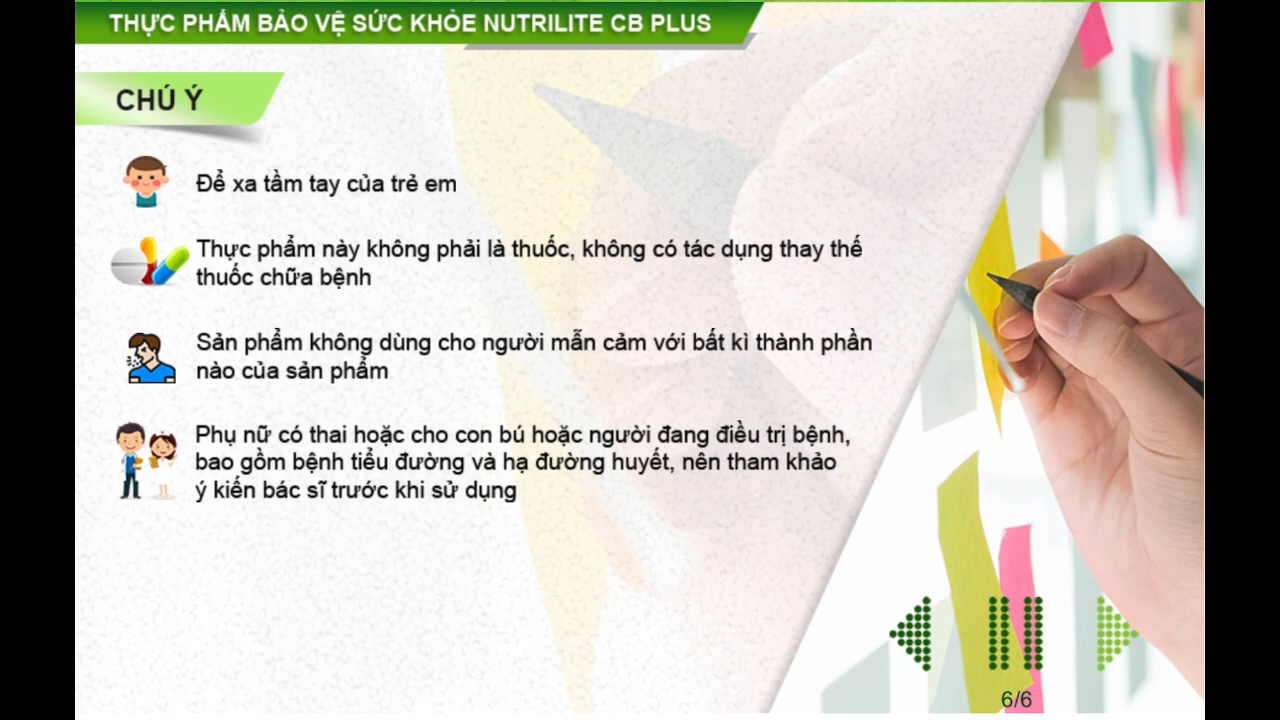 THỰC PHẨM BẢO VỆ SỨC KHỎE NUTRILITE CB PLUS
CHÚ Ý
Để xa tầm tay của trẻ em
Thực phẩm này không phải là thuốc, không có tác dụng thay thế
thuốc chữa bệnh
Sản phẩm không dùng cho người mẫn cảm với bất kì thành phần
nào của sản phẩm
Phụ nữ có thai hoặc cho con bú hoặc người đang điều trị bệnh,
bao gồm bệnh tiểu đường và hạ đường huyết, nên tham khảo
ý kiến bác sĩ trước khi sử dụng
6/6